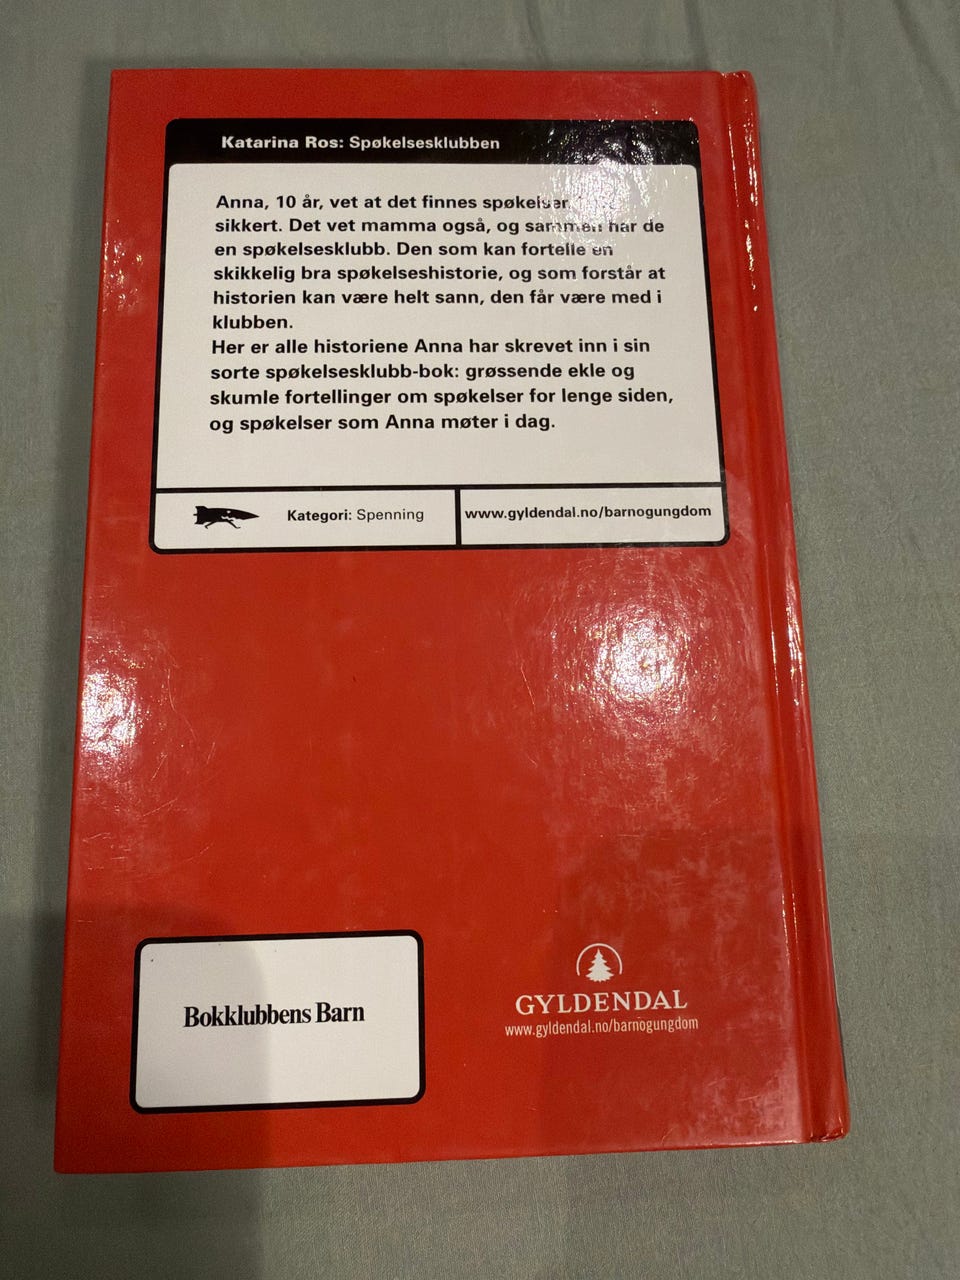 Katarina Ros: Spøkelsesklubben
Anna, 10 år, vet at det finnes spøkelser,
sikkert. Det vet mamma også, og sammen har de
en spøkelsesklubb. Den som kan fortelle en
skikkelig bra spøkelseshistorie, og som forstår at
historien kan være helt sann, den får være med i
klubben.
Her er alle historiene Anna har skrevet inn i sin
sorte spøkelsesklubb-bok: grøssende ekle og
skumle fortellinger om spøkelser for lenge siden,
og spøkelser som Anna møter i dag.
Kategori: Spenning
www.gyldendal.no/barnogungdom
Bokklubbens Barn
GYLDENDAL
www.gyldendal.no/barnogungdom